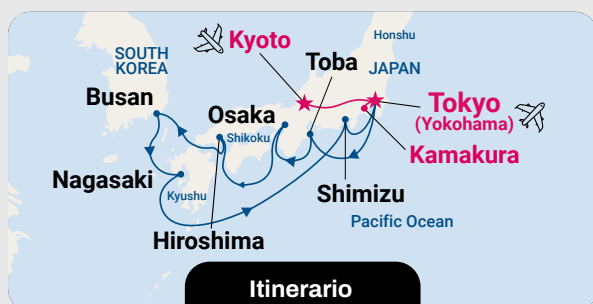 Kyoto
Honshu
Toba
SOUTH
KOREA
JAPAN
Busan
Osaka
Tokyo
(Yokohama)
Shikoku
Kamakura
Nagasaki
Kyushu
Shimizu
Pacific Ocean
Hiroshima
Itinerario